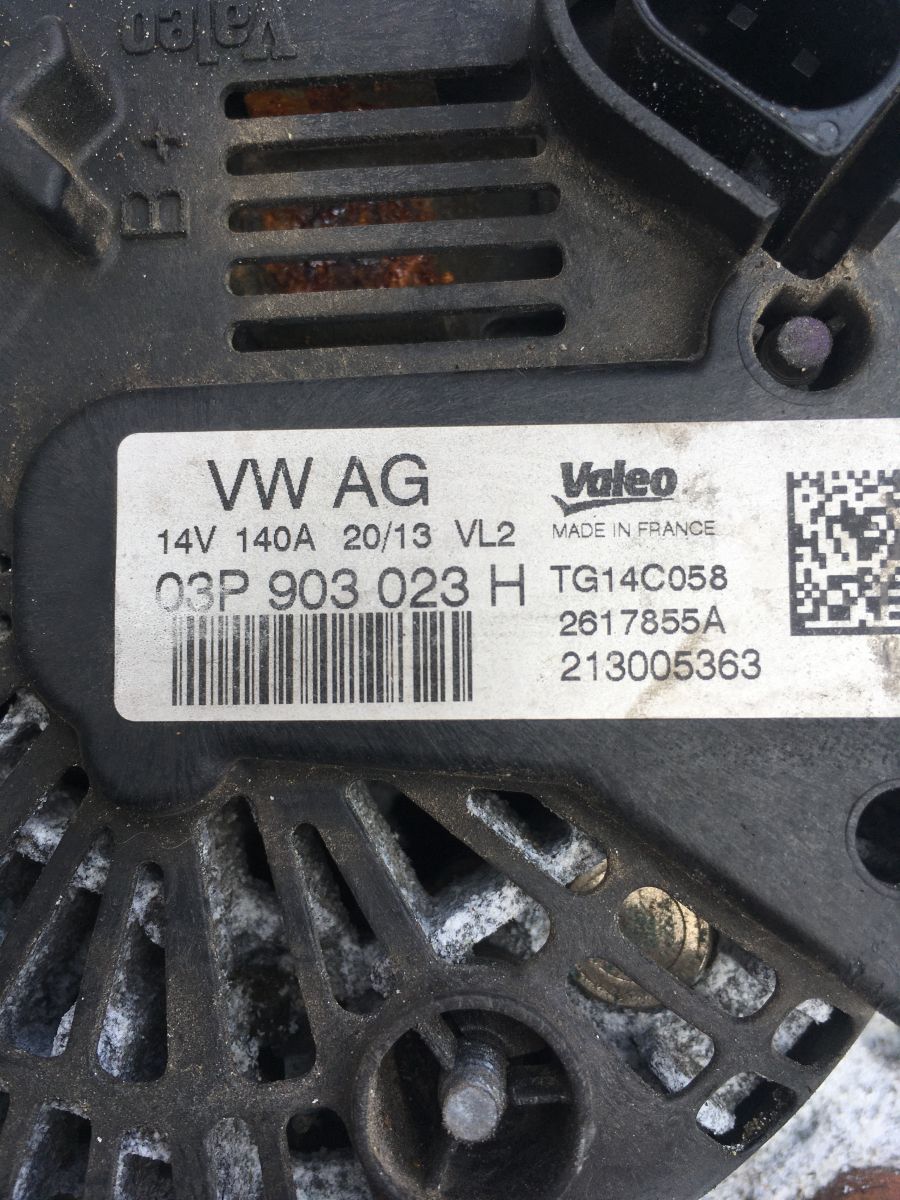 Valeo
B+
VW AG
14V 140A 20/13 VL2
03P 903 023 H
Valeo
MADE IN FRANCE
TG14C058
2617855A
213005363